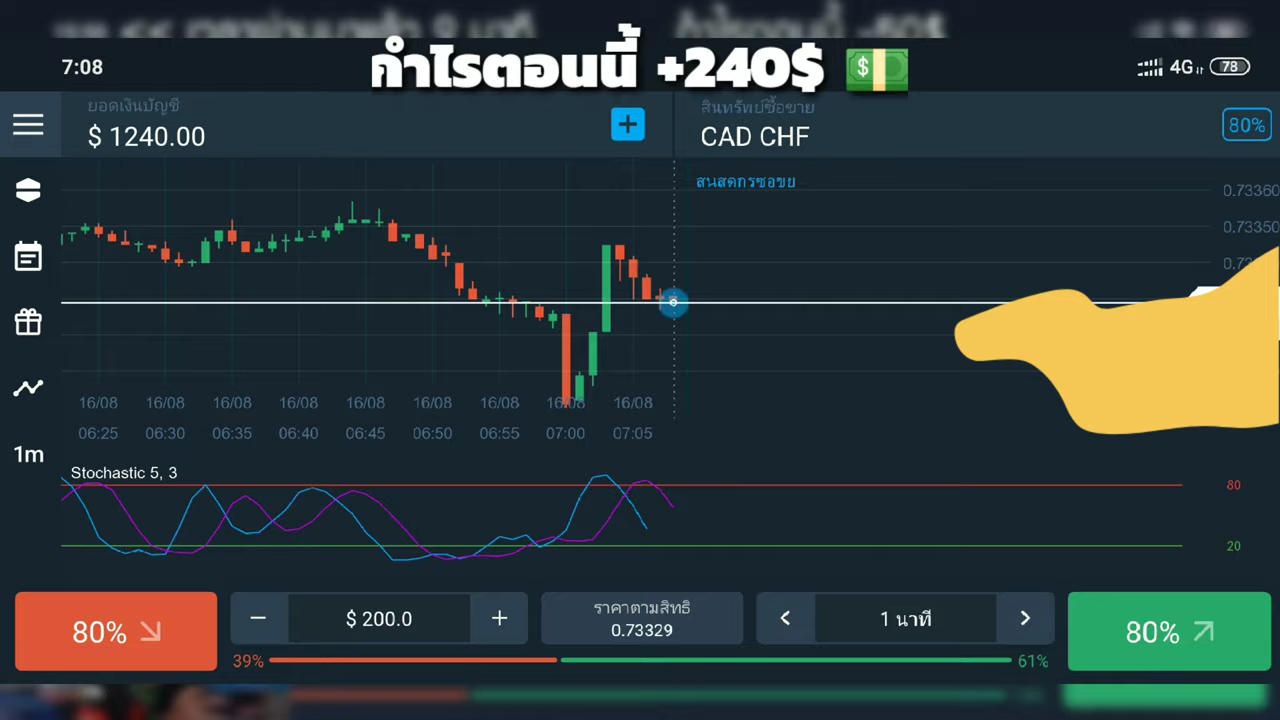 กำไรตอนนี้ +240$
7:08
4G
78
ยอดเงินบัญชี
$ 1240.00
สินทรัพย์ซื้อขาย
CAD CHF
80%
0.73360
0.73350
16/08 16/08 16/08 16/08 16/08 16/08 16/08 16/08 16/08
06:25 06:30 06:35 06:40 06:45 06:50 06:55 07:00 07:05
1m
Stochastic 5, 3
80
20
80%
$ 200.0
ราคาตามสิทธิ
0.73329
1 นาที
80%
39%
61%